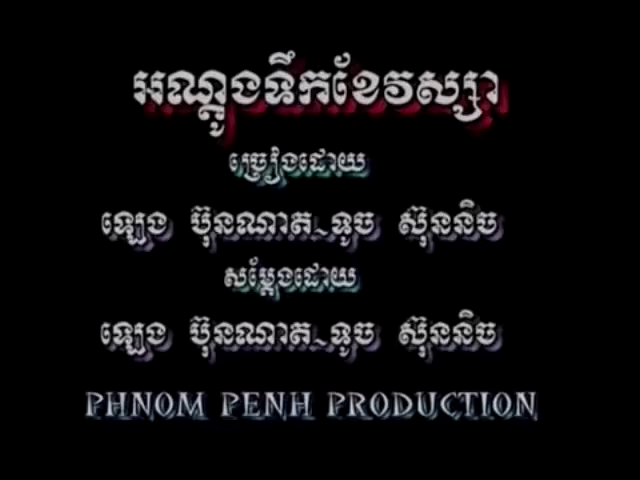 អណ្ដូងទឹកខែវស្សា
ច្រៀងដោយ
ឡេង ប៊ុនណាត~ទូច ស៊ុននិច
សម្ដែងដោយ
ឡេង ប៊ុនណាត~ទូច ស៊ុននិច
PHNOM PENH PRODUCTION